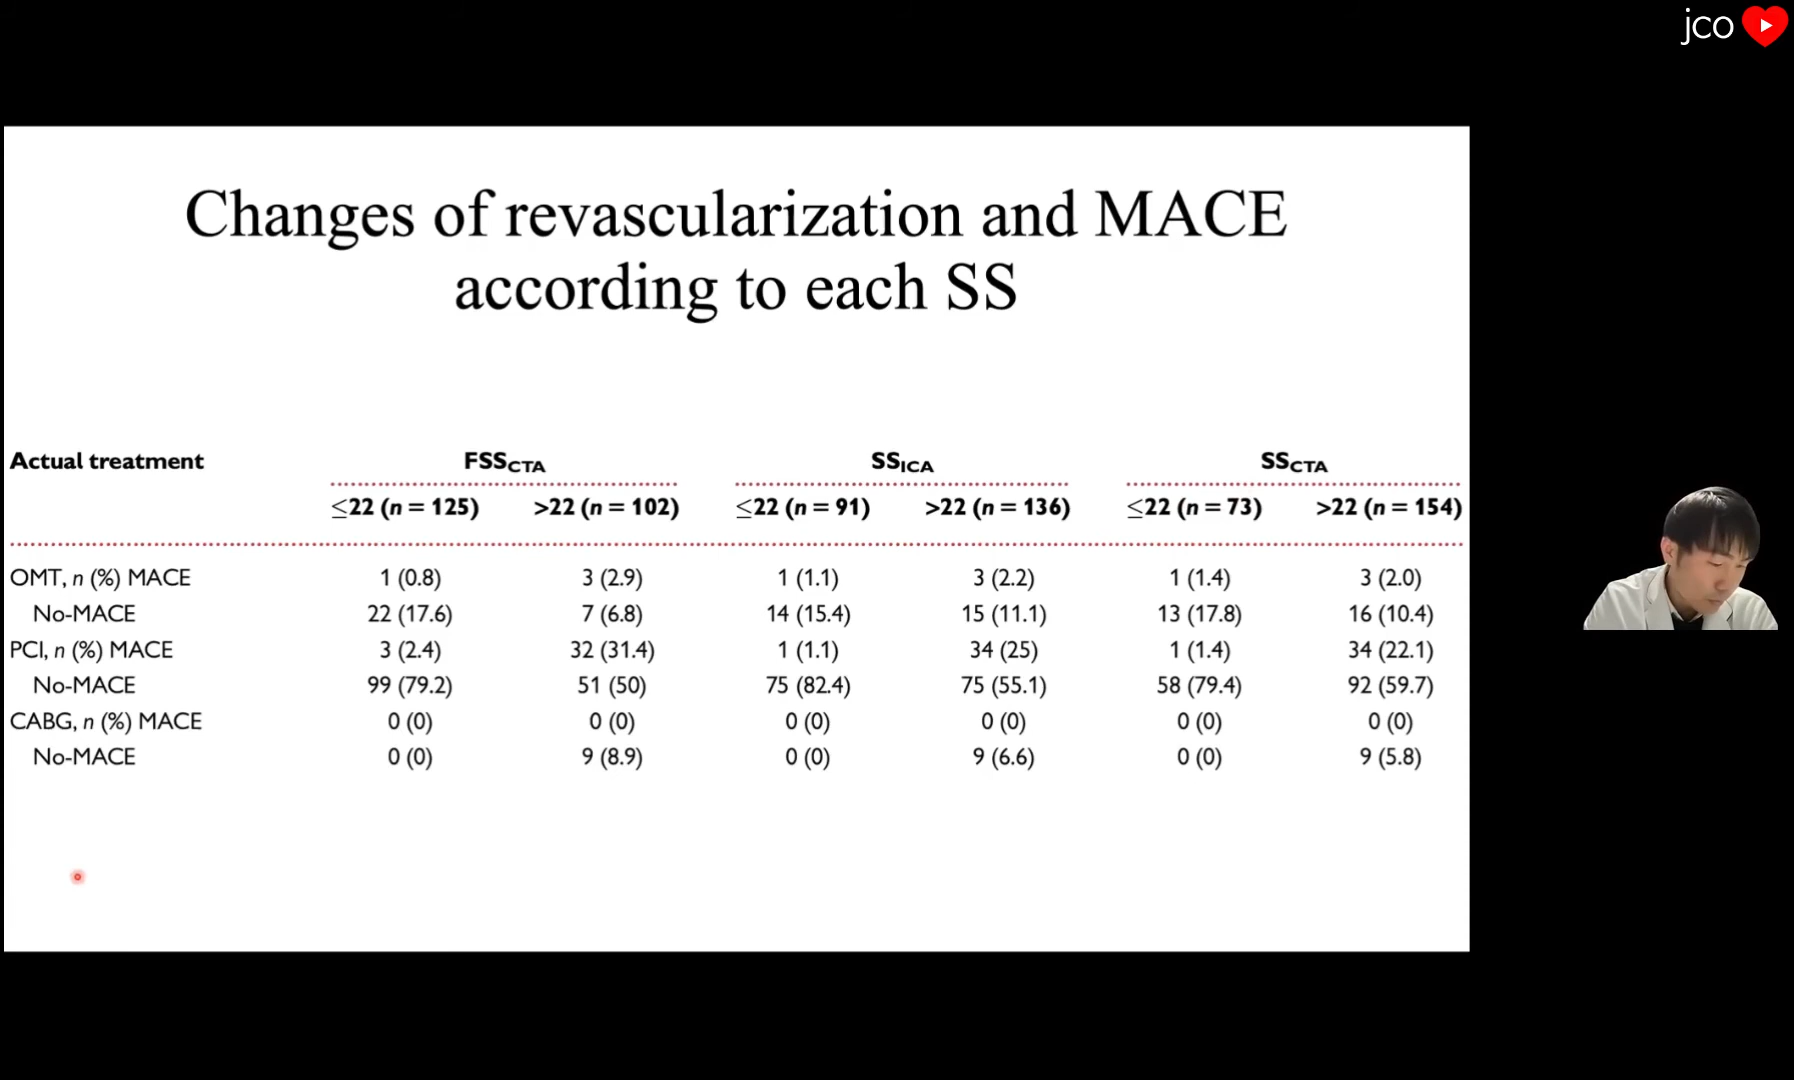 jco
Changes of revascularization and MACE
according to each SS
Actual treatment FSSCTA SSICA SSCTA
≤22 (n = 125) >22 (n = 102) ≤22 (n = 91) >22 (n = 136) ≤22 (n = 73) >22 (n = 154)
OMT, n (%) MACE 1 (0.8) 3 (2.9) 1 (1.1) 3 (2.2) 1 (1.4) 3 (2.0)
No-MACE 22 (17.6) 7 (6.8) 14 (15.4) 15 (11.1) 13 (17.8) 16 (10.4)
PCI, n (%) MACE 3 (2.4) 32 (31.4) 1 (1.1) 34 (25) 1 (1.4) 34 (22.1)
No-MACE 99 (79.2) 51 (50) 75 (82.4) 75 (55.1) 58 (79.4) 92 (59.7)
CABG, n (%) MACE 0 (0) 0 (0) 0 (0) 0 (0) 0 (0) 0 (0)
No-MACE 0 (0) 9 (8.9) 0 (0) 9 (6.6) 0 (0) 9 (5.8)